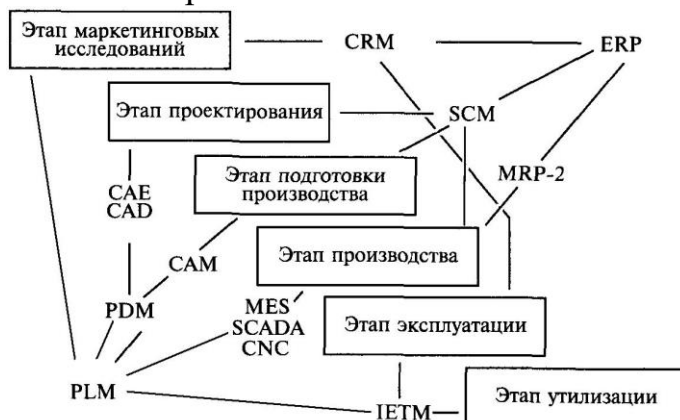 Этап маркетинговых
исследований
CRM
ERP
Этап проектирования
SCM
Этап подготовки
производства
MRP-2
CAE
CAD
CAM
Этап производства
PDM
MES
SCADA
CNC
Этап эксплуатации
PLM
IETM
Этап утилизации